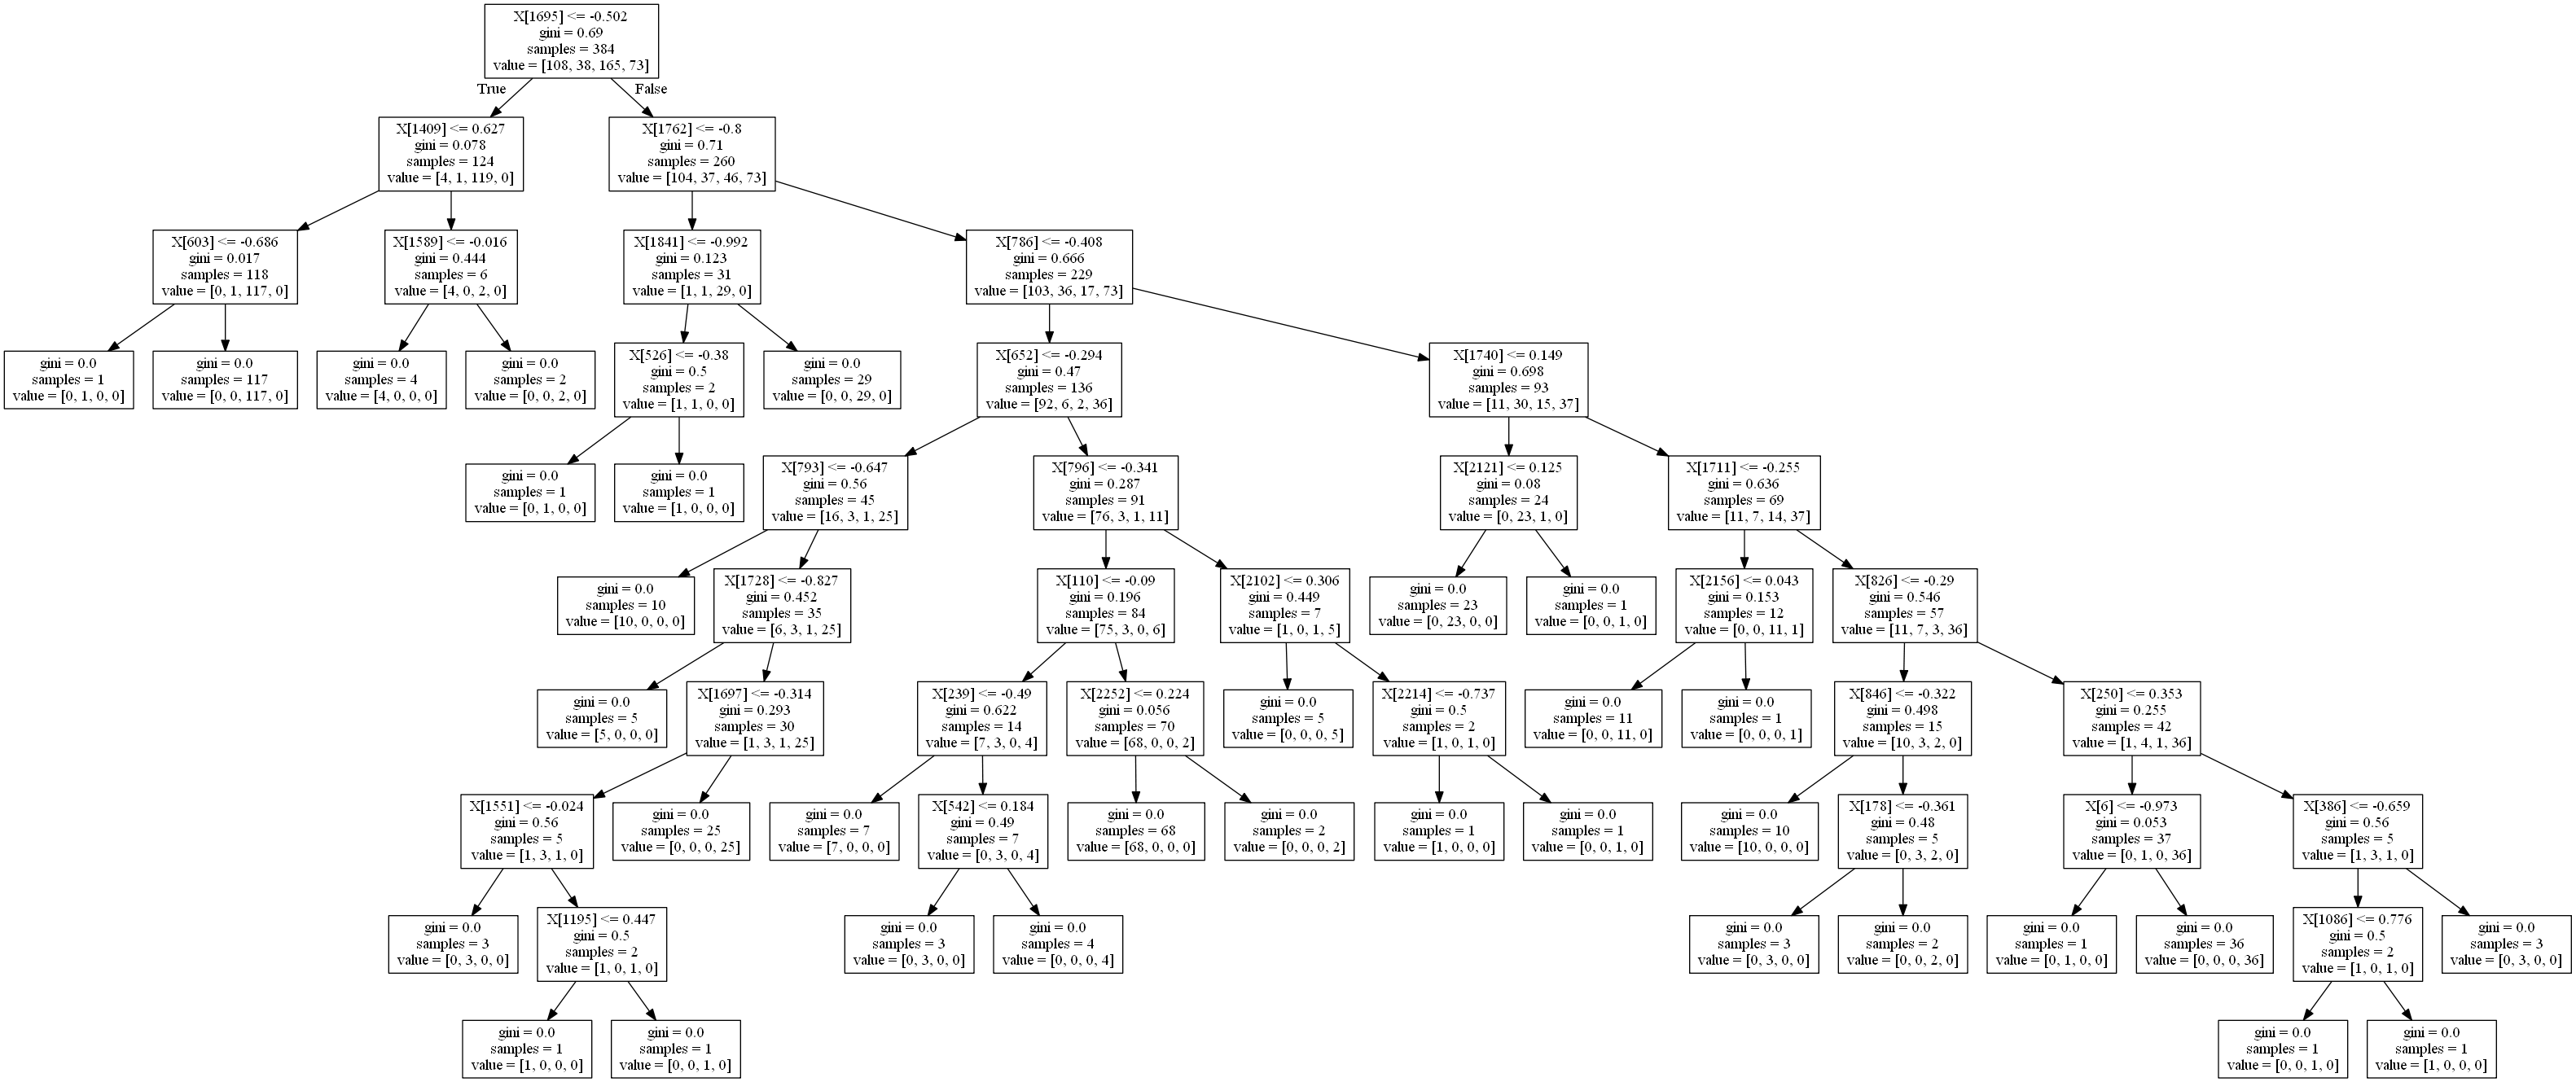 X[1695] <= -0.502
gini = 0.69
samples = 384
value = [108, 38, 165, 73]
True
False
X[1409] <= 0.627
gini = 0.078
samples = 124
value = [4, 1, 119, 0]
X[1762] <= -0.8
gini = 0.71
samples = 260
value = [104, 37, 46, 73]
X[603] <= -0.686
gini = 0.017
samples = 118
value = [0, 1, 117, 0]
X[1589] <= -0.016
gini = 0.444
samples = 6
value = [4, 0, 2, 0]
X[1841] <= -0.992
gini = 0.123
samples = 31
value = [1, 1, 29, 0]
X[786] <= -0.408
gini = 0.666
samples = 229
value = [103, 36, 17, 73]
gini = 0.0
samples = 1
value = [0, 1, 0, 0]
gini = 0.0
samples = 117
value = [0, 0, 117, 0]
gini = 0.0
samples = 4
value = [4, 0, 0, 0]
gini = 0.0
samples = 2
value = [0, 0, 2, 0]
X[526] <= -0.38
gini = 0.5
samples = 2
value = [1, 1, 0, 0]
gini = 0.0
samples = 29
value = [0, 0, 29, 0]
X[652] <= -0.294
gini = 0.47
samples = 136
value = [92, 6, 2, 36]
X[1740] <= 0.149
gini = 0.698
samples = 93
value = [11, 30, 15, 37]
gini = 0.0
samples = 1
value = [0, 1, 0, 0]
gini = 0.0
samples = 1
value = [1, 0, 0, 0]
X[793] <= -0.647
gini = 0.56
samples = 45
value = [16, 3, 1, 25]
X[796] <= -0.341
gini = 0.287
samples = 91
value = [76, 3, 1, 11]
X[2121] <= 0.125
gini = 0.08
samples = 24
value = [0, 23, 1, 0]
X[1711] <= -0.255
gini = 0.636
samples = 69
value = [11, 7, 14, 37]
gini = 0.0
samples = 10
value = [10, 0, 0, 0]
X[1728] <= -0.827
gini = 0.452
samples = 35
value = [6, 3, 1, 25]
X[110] <= -0.09
gini = 0.196
samples = 84
value = [75, 3, 0, 6]
X[2102] <= 0.306
gini = 0.449
samples = 7
value = [1, 0, 1, 5]
gini = 0.0
samples = 23
value = [0, 23, 0, 0]
gini = 0.0
samples = 1
value = [0, 0, 1, 0]
X[2156] <= 0.043
gini = 0.153
samples = 12
value = [0, 0, 11, 1]
X[826] <= -0.29
gini = 0.546
samples = 57
value = [11, 7, 3, 36]
gini = 0.0
samples = 5
value = [5, 0, 0, 0]
X[1697] <= -0.314
gini = 0.293
samples = 30
value = [1, 3, 1, 25]
X[239] <= -0.49
gini = 0.622
samples = 14
value = [7, 3, 0, 4]
X[2252] <= 0.224
gini = 0.056
samples = 70
value = [68, 0, 0, 2]
gini = 0.0
samples = 5
value = [0, 0, 0, 5]
X[2214] <= -0.737
gini = 0.5
samples = 2
value = [1, 0, 1, 0]
gini = 0.0
samples = 11
value = [0, 0, 11, 0]
gini = 0.0
samples = 1
value = [0, 0, 0, 1]
X[846] <= -0.322
gini = 0.498
samples = 15
value = [10, 3, 2, 0]
X[250] <= 0.353
gini = 0.255
samples = 42
value = [1, 4, 1, 36]
X[1551] <= -0.024
gini = 0.56
samples = 5
value = [1, 3, 1, 0]
gini = 0.0
samples = 25
value = [0, 0, 0, 25]
gini = 0.0
samples = 7
value = [7, 0, 0, 0]
X[542] <= 0.184
gini = 0.49
samples = 7
value = [0, 3, 0, 4]
gini = 0.0
samples = 68
value = [68, 0, 0, 0]
gini = 0.0
samples = 2
value = [0, 0, 0, 2]
gini = 0.0
samples = 1
value = [1, 0, 0, 0]
gini = 0.0
samples = 1
value = [0, 0, 1, 0]
gini = 0.0
samples = 10
value = [10, 0, 0, 0]
X[178] <= -0.361
gini = 0.48
samples = 5
value = [0, 3, 2, 0]
X[6] <= -0.973
gini = 0.053
samples = 37
value = [0, 1, 0, 36]
X[386] <= -0.659
gini = 0.56
samples = 5
value = [1, 3, 1, 0]
gini = 0.0
samples = 3
value = [0, 3, 0, 0]
X[1195] <= 0.447
gini = 0.5
samples = 2
value = [1, 0, 1, 0]
gini = 0.0
samples = 3
value = [0, 3, 0, 0]
gini = 0.0
samples = 4
value = [0, 0, 0, 4]
gini = 0.0
samples = 3
value = [0, 3, 0, 0]
gini = 0.0
samples = 2
value = [0, 0, 2, 0]
gini = 0.0
samples = 1
value = [0, 1, 0, 0]
gini = 0.0
samples = 36
value = [0, 0, 0, 36]
X[1086] <= 0.776
gini = 0.5
samples = 2
value = [1, 0, 1, 0]
gini = 0.0
samples = 3
value = [0, 3, 0, 0]
gini = 0.0
samples = 1
value = [1, 0, 0, 0]
gini = 0.0
samples = 1
value = [0, 0, 1, 0]
gini = 0.0
samples = 1
value = [0, 0, 1, 0]
gini = 0.0
samples = 1
value = [1, 0, 0, 0]